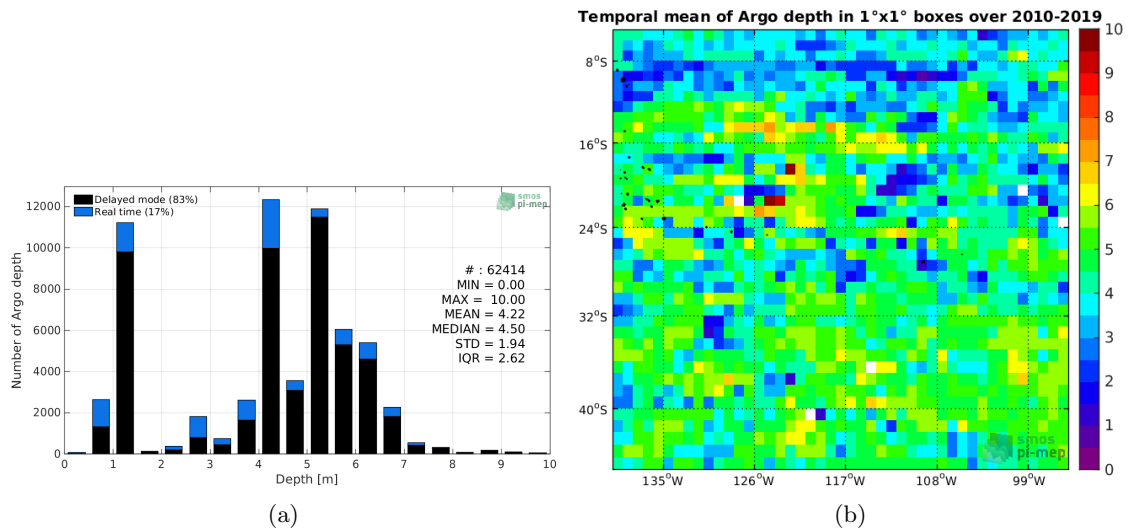 Temporal mean of Argo depth in 1°x1° boxes over 2010-2019
Delayed mode (83%)
Real time (17%)
smos
pi-mep
# : 62414
MIN = 0.00
MAX = 10.00
MEAN = 4.22
MEDIAN = 4.50
STD = 1.94
IQR = 2.62
Number of Argo depth
12000
10000
8000
6000
4000
2000
0
0 1 2 3 4 5 6 7 8 9 10
Depth [m]
(a)
8°S
16°S
24°S
32°S
40°S
135°W 126°W 117°W 108°W 99°W
smos
pi-mep
10
9
8
7
6
5
4
3
2
1
0
(b)